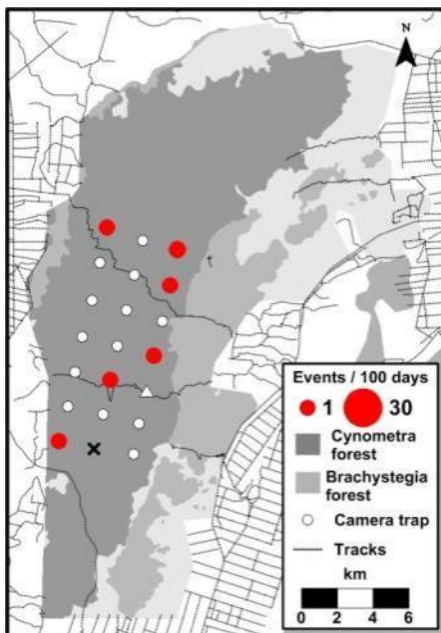 N
Events / 100 days
1 30
Cynometra
forest
Brachystegia
forest
Camera trap
Tracks
km
0 2 4 6